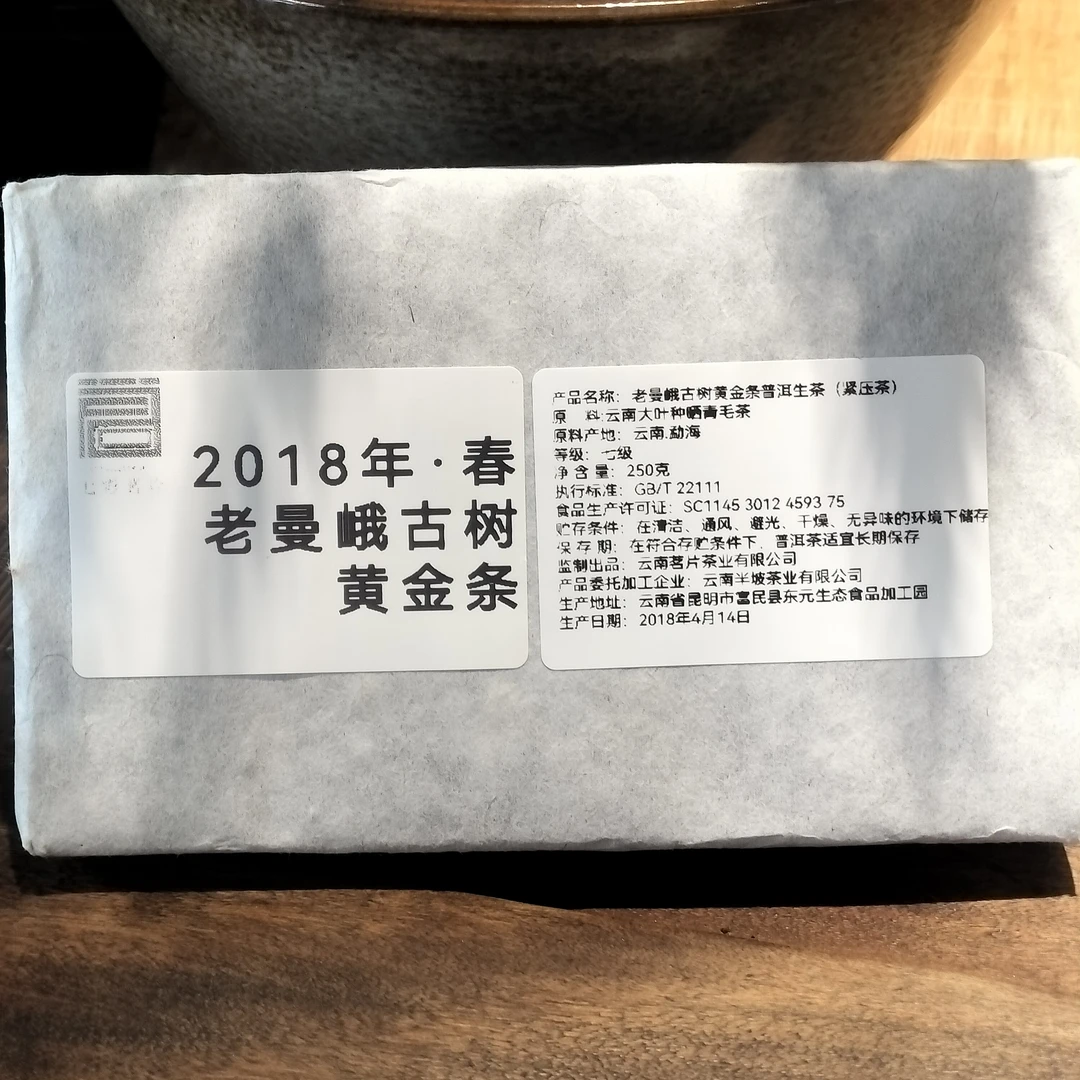 2018年·春
老曼峨古树
黄金条
产品名称：老曼峨古树黄金条普洱生茶（紧压茶）
原 料:云南大叶种晒青毛茶
原料产地：云南.勐海
等级：七级
净含量：250克
执行标准：GB/T 22111
食品生产许可证：SC1145 3012 4593 75
贮存条件：在清洁、通风、避光、干燥、无异味的环境下储存
保存期：在符合存贮条件下，普洱茶适宜长期保存
监制出品：云南茗片茶业有限公司
产品委托加工企业：云南半坡茶业有限公司
生产地址：云南省昆明市富民县东元生态食品加工园
生产日期：2018年4月14日